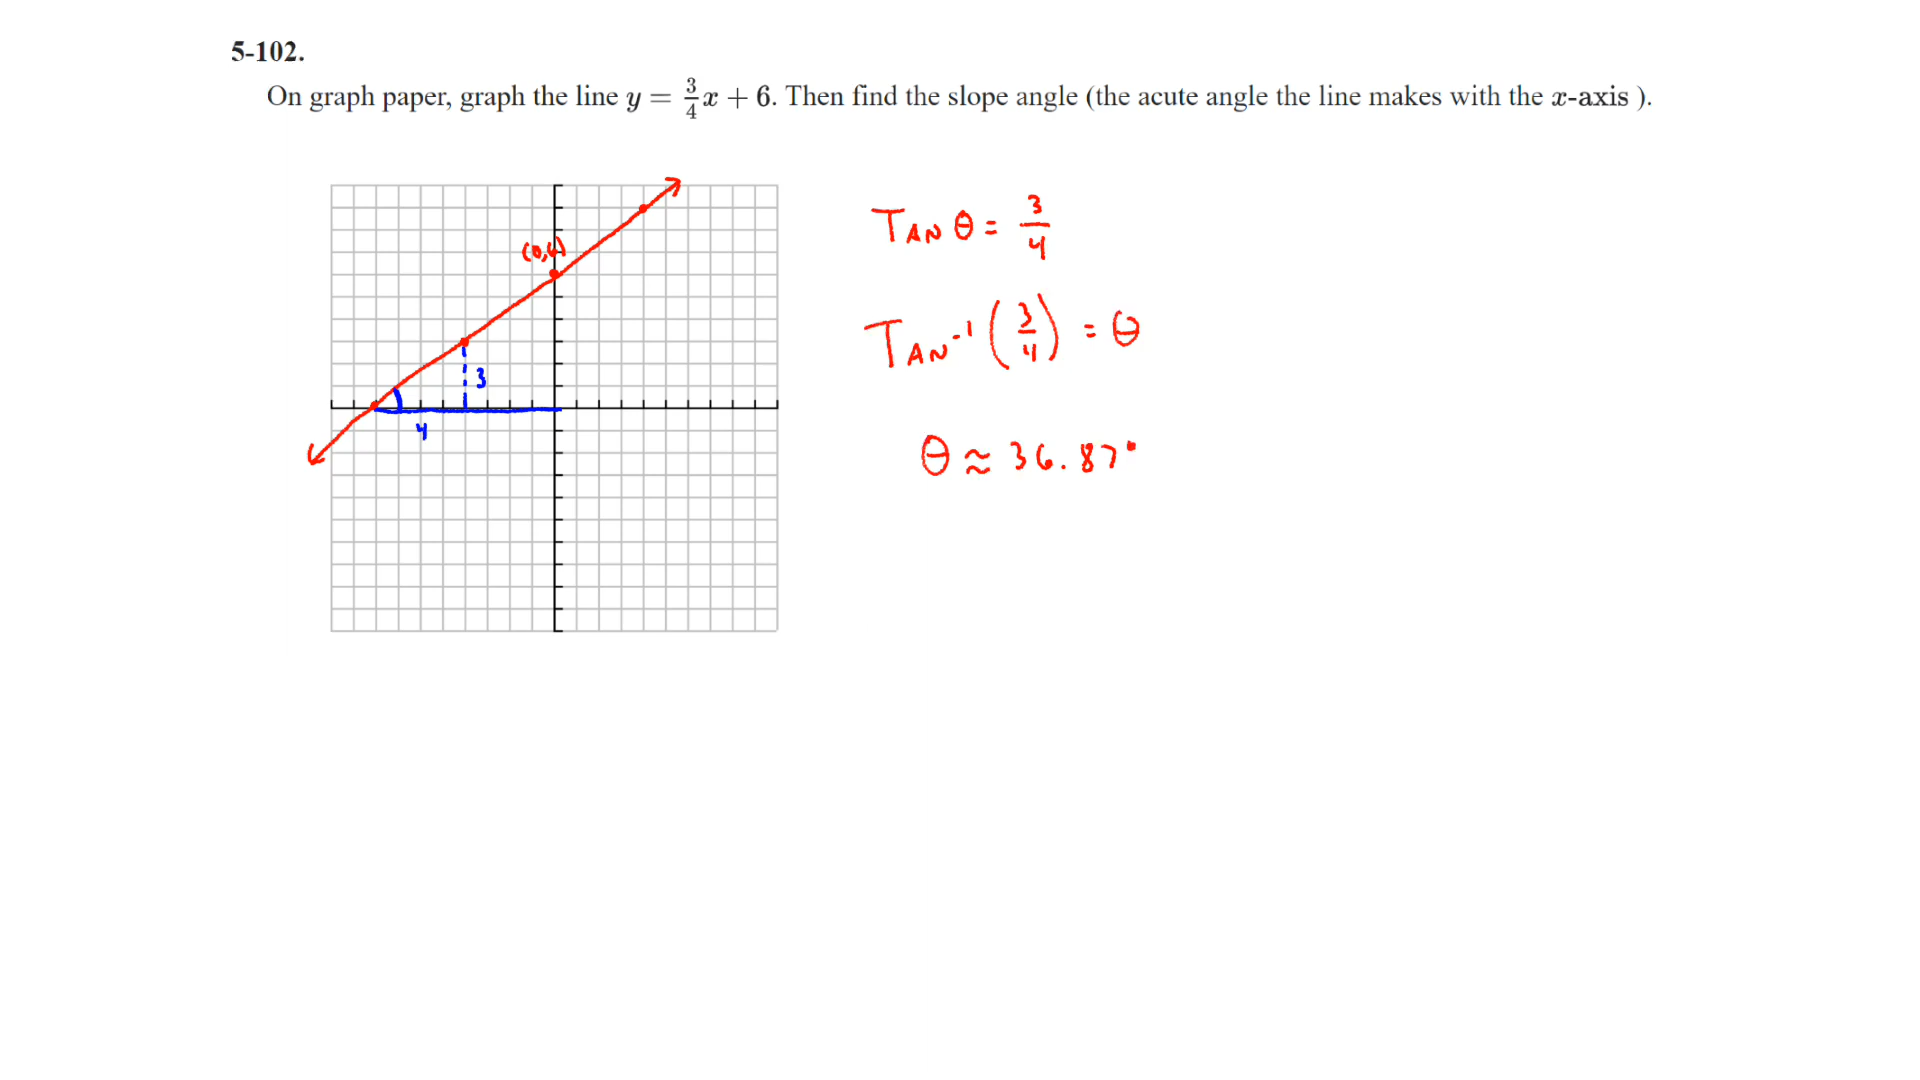 5-102.
On graph paper, graph the line y = 3/4 x + 6. Then find the slope angle (the acute angle the line makes with the x-axis ).
(0,6)
3
4
TAN θ = 3/4
TAN⁻¹(3/4) = θ
θ ≈ 36.87°